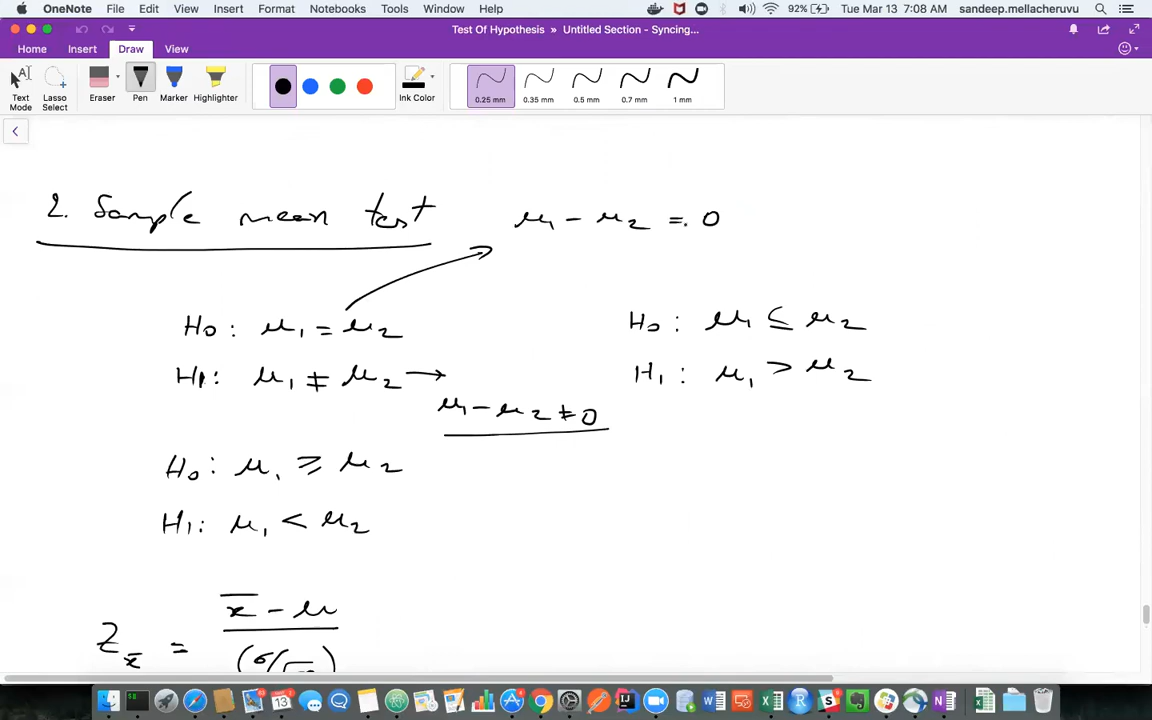 OneNote File Edit View Insert Format Notebooks Tools Window Help 92% Tue Mar 13 7:08 AM sandeep.mellacheruvu
Test Of Hypothesis » Untitled Section - Syncing...
Home Insert Draw View
Text Mode Lasso Select Eraser Pen Marker Highlighter Ink Color 0.25 mm 0.35 mm 0.5 mm 0.7 mm 1 mm
2. Sample mean test
μ1 - μ2 = 0
H0: μ1 = μ2
H1: μ1 ≠ μ2 →
μ1 - μ2 ≠ 0
H0: μ1 ≤ μ2
H1: μ1 > μ2
H0: μ1 ≥ μ2
H1: μ1 < μ2
Zx̄ = x̄ - μ
(σ/√